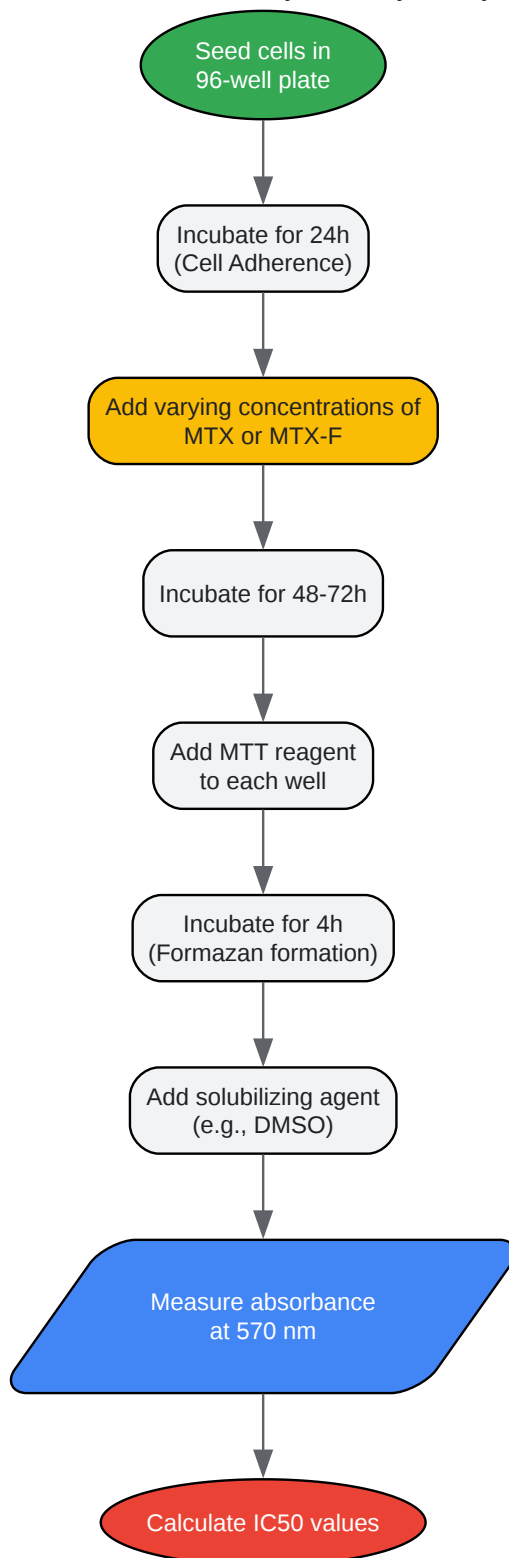 Seed cells in
96-well plate
Incubate for 24h
(Cell Adherence)
Add varying concentrations of
MTX or MTX-F
Incubate for 48-72h
Add MTT reagent
to each well
Incubate for 4h
(Formazan formation)
Add solubilizing agent
(e.g., DMSO)
Measure absorbance
at 570 nm
Calculate IC50 values